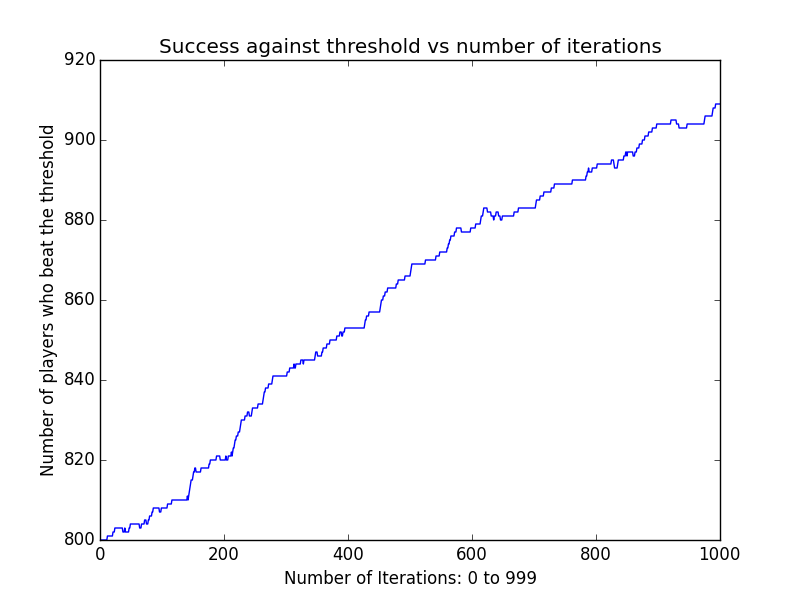 Success against threshold vs number of iterations
920
900
880
860
840
820
800
Number of players who beat the threshold
0 200 400 600 800 1000
Number of Iterations: 0 to 999